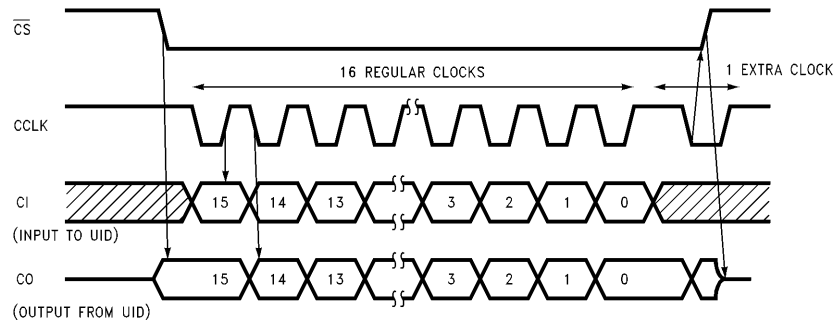 CS
16 REGULAR CLOCKS
1 EXTRA CLOCK
CCLK
CI
15 14 13 3 2 1 0
(INPUT TO UID)
CO
15 14 13 3 2 1 0
(OUTPUT FROM UID)